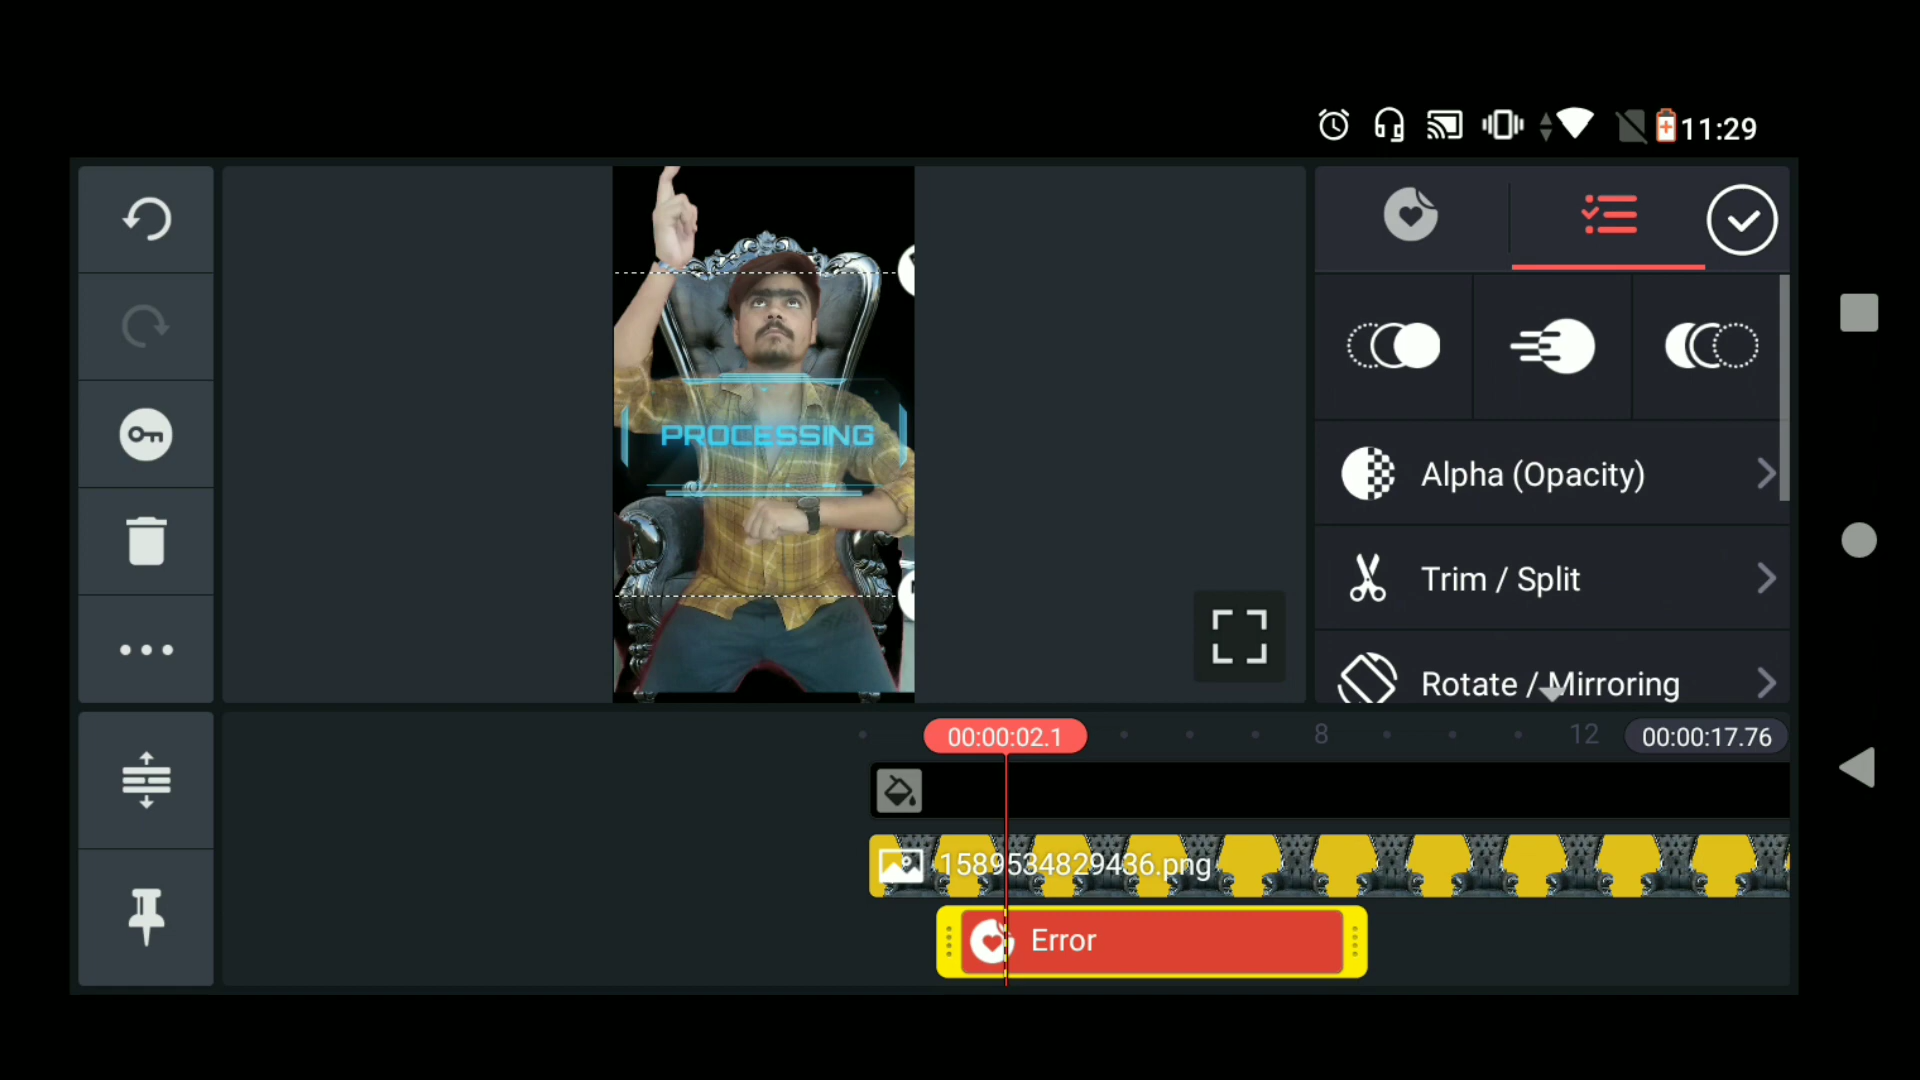 11:29
PROCESSING
Alpha (Opacity)
Trim / Split
Rotate / Mirroring
00:00:02.1
8
12
00:00:17.76
1589534829436.png
Error